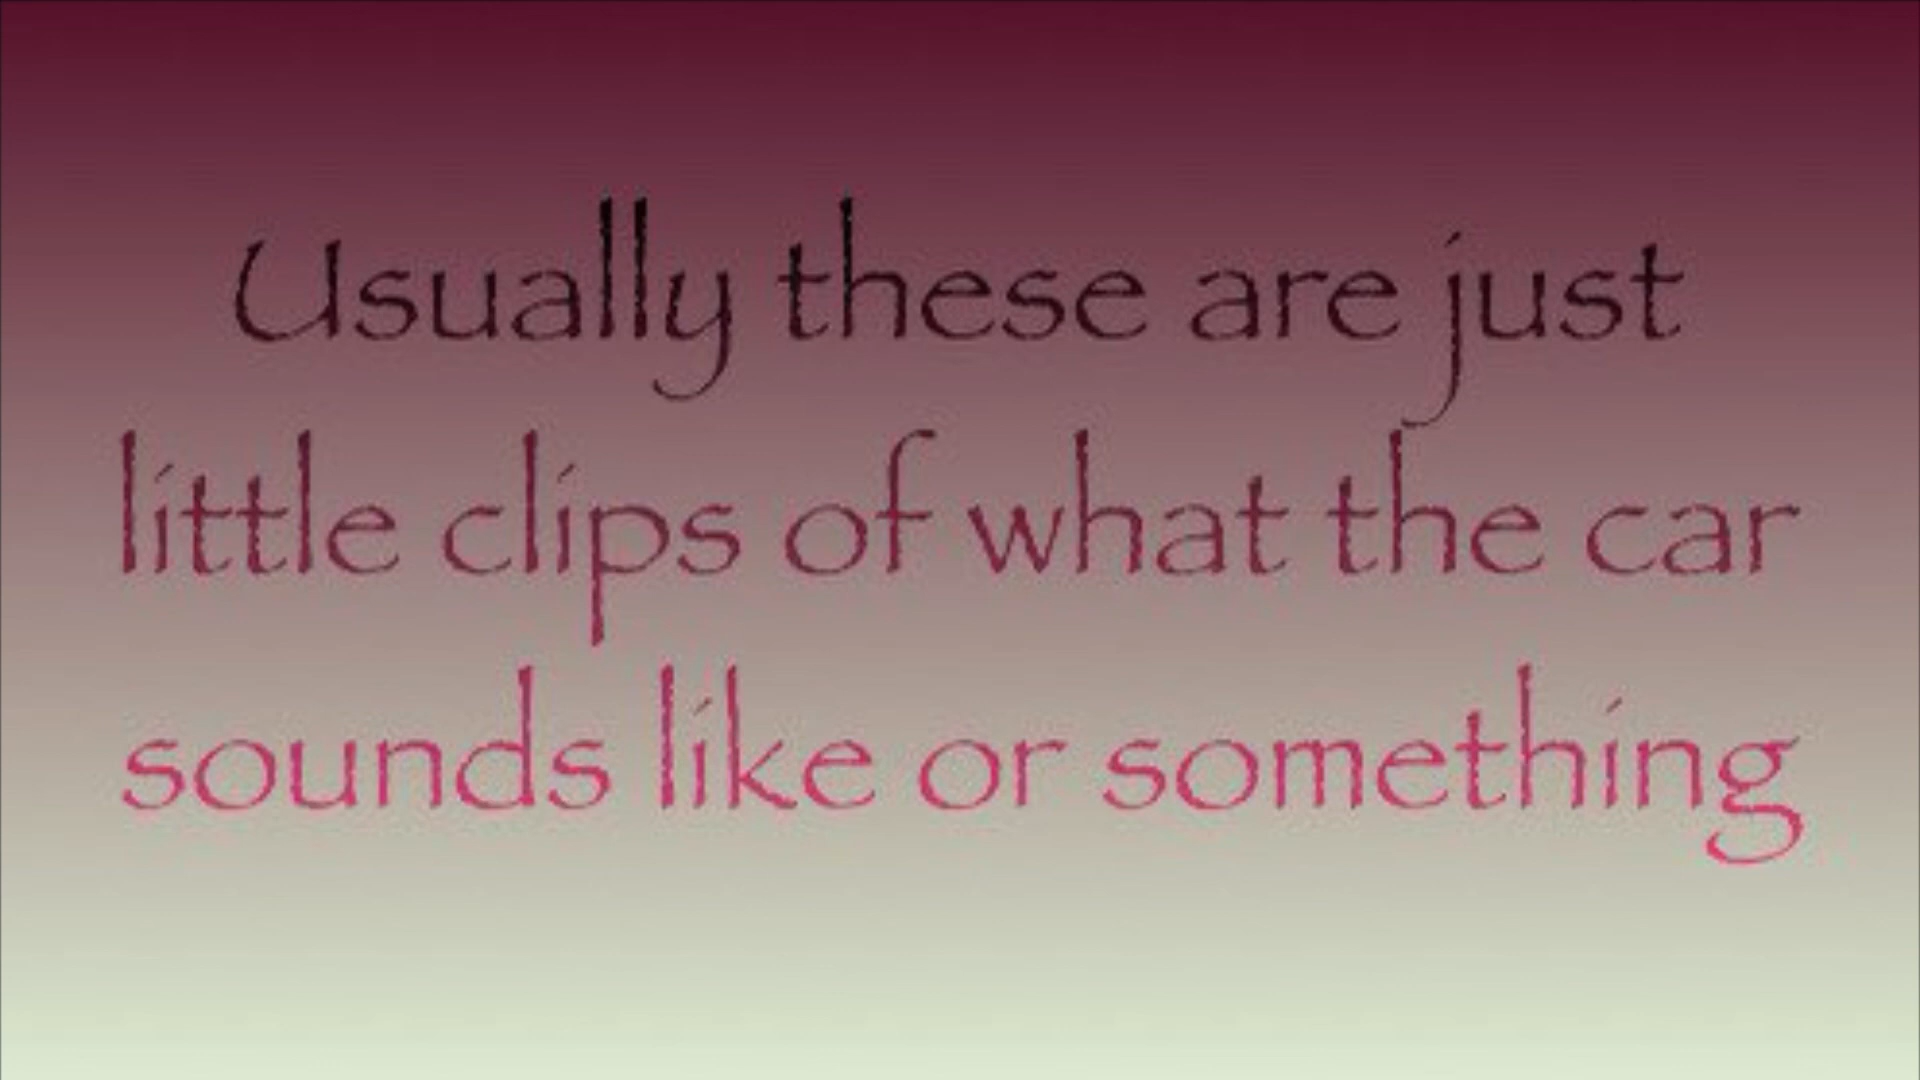 Usually these are just
little clips of what the car
sounds like or something